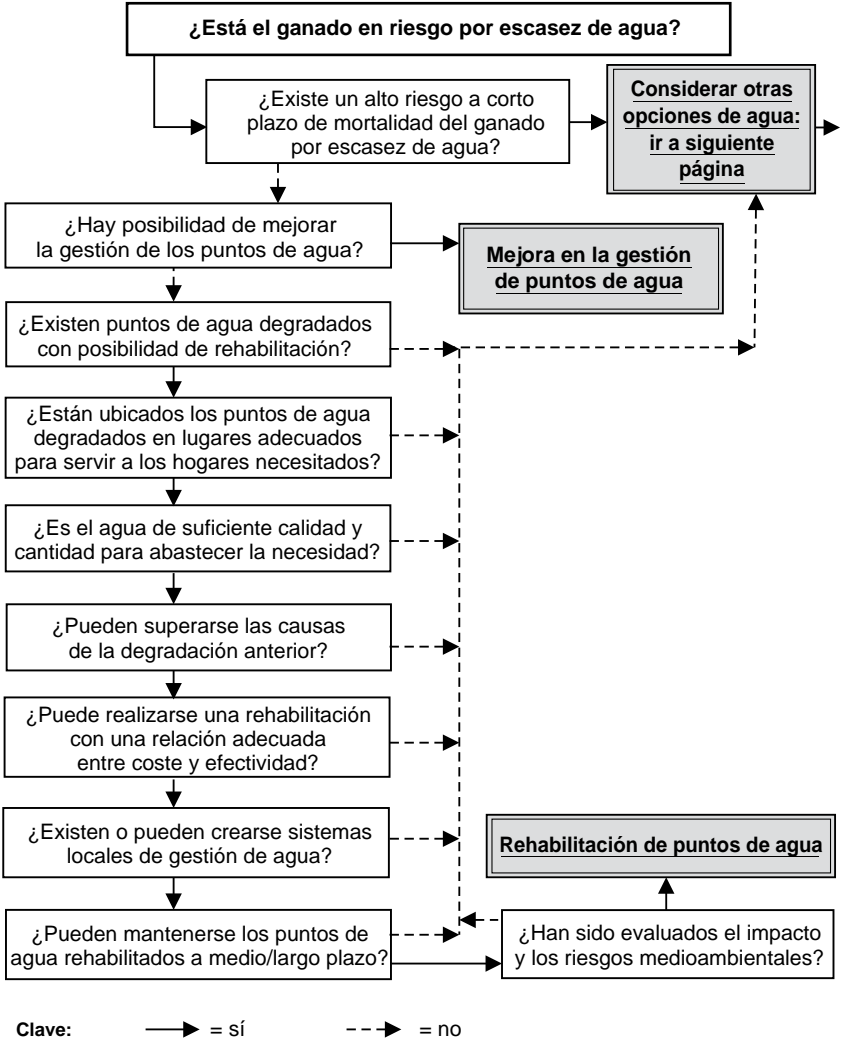 ¿Está el ganado en riesgo por escasez de agua?
¿Existe un alto riesgo a corto
plazo de mortalidad del ganado
por escasez de agua?
Considerar otras
opciones de agua:
ir a siguiente
página
¿Hay posibilidad de mejorar
la gestión de los puntos de agua?
Mejora en la gestión
de puntos de agua
¿Existen puntos de agua degradados
con posibilidad de rehabilitación?
¿Están ubicados los puntos de agua
degradados en lugares adecuados
para servir a los hogares necesitados?
¿Es el agua de suficiente calidad y
cantidad para abastecer la necesidad?
¿Pueden superarse las causas
de la degradación anterior?
¿Puede realizarse una rehabilitación
con una relación adecuada
entre coste y efectividad?
¿Existen o pueden crearse sistemas
locales de gestión de agua?
Rehabilitación de puntos de agua
¿Pueden mantenerse los puntos de
agua rehabilitados a medio/largo plazo?
¿Han sido evaluados el impacto
y los riesgos medioambientales?
Clave: = sí = no